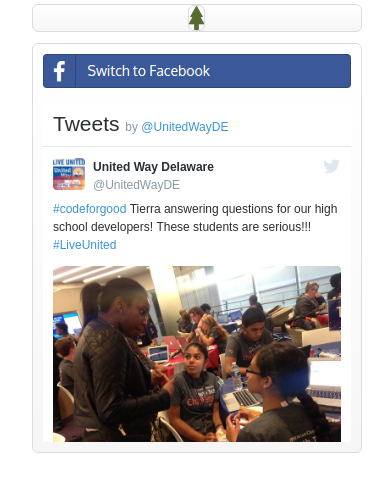 Switch to Facebook
Tweets by @UnitedWayDE
LIVE UNITED
United Way Delaware
@UnitedWayDE
#codeforgood Tierra answering questions for our high
school developers! These students are serious!!!
#LiveUnited